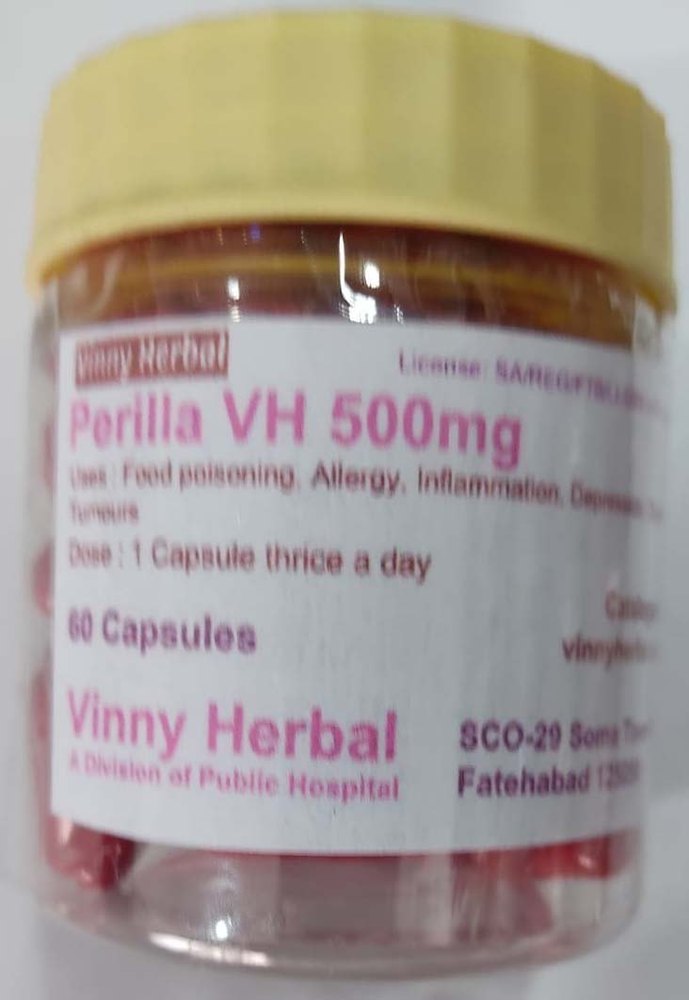 Vinny Herbal
License:
Perilla VH 500mg
Uses : Food poisoning, Allergy, Inflammation,
Tumours
Dose : 1 Capsule thrice a day
60 Capsules
Vinny Herbal
A Division of Public Hospital
SCO-29
Fatehabad